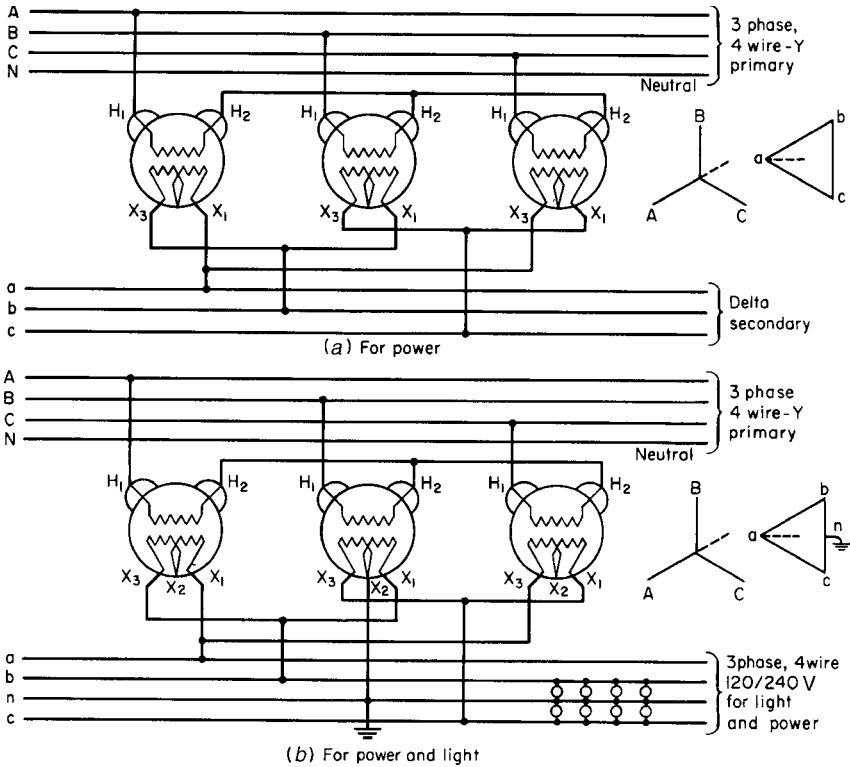 A
B
C
N
3 phase,
4 wire-Y
primary
Neutral
H₁ H₂ H₁ H₂ H₁ H₂
B
A C
b
a
c
X₃ X₁ X₃ X₁ X₃ X₁
a
b
c
Delta
secondary
(a) For power
A
B
C
N
3 phase
4 wire-Y
primary
Neutral
H₁ H₂ H₁ H₂ H₁ H₂
B
A C
b
n
a
c
X₃ X₂ X₁ X₃ X₂ X₁ X₃ X₂ X₁
a
b
n
c
3phase, 4wire
120/240V
for light
and power
(b) For power and light